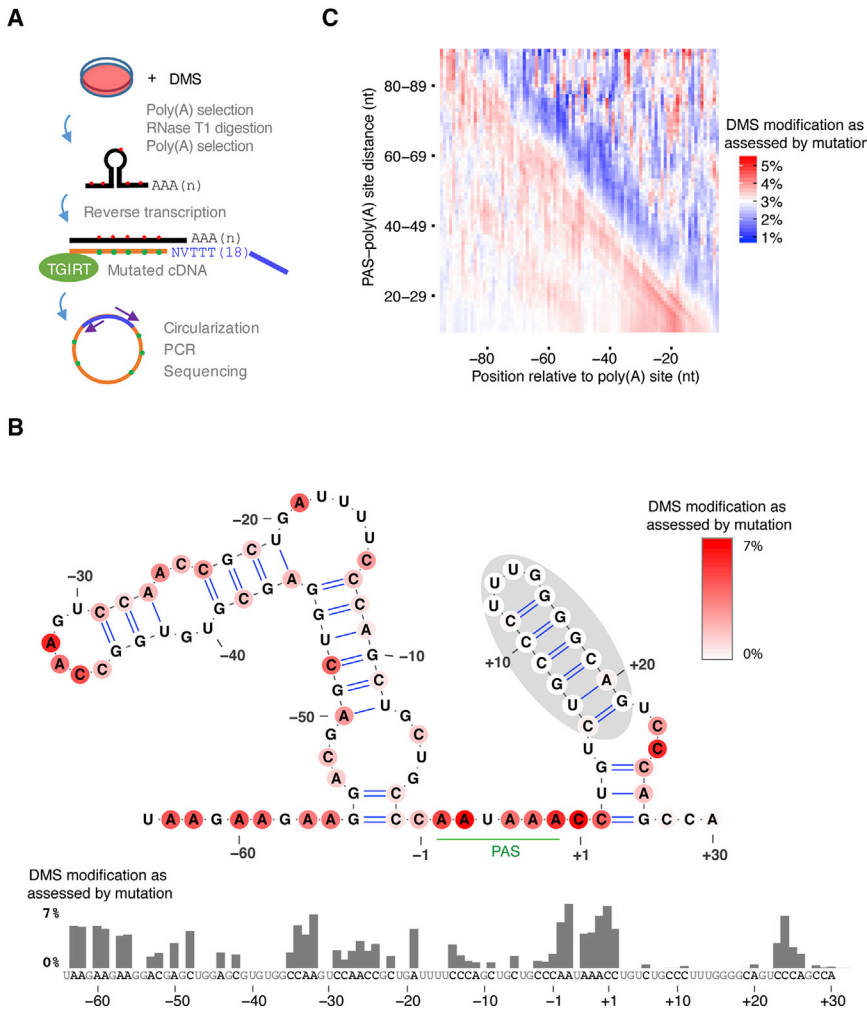 A
+ DMS
Poly(A) selection
RNase T1 digestion
Poly(A) selection
AAA(n)
Reverse transcription
AAA(n)
NVTTT(18)
TGIRT
Mutated cDNA
Circularization
PCR
Sequencing
C
PAS–poly(A) site distance (nt)
80–89
60–69
40–49
20–29
−80
−60
−40
−20
Position relative to poly(A) site (nt)
DMS modification as
assessed by mutation
5%
4%
3%
2%
1%
B
DMS modification as
assessed by mutation
7%
0%
−20
−30
−40
−10
−50
+10
+20
U A A G A A G A A G C C A A U A A A C C G C C A
−60
−1
PAS
+1
+30
DMS modification as
assessed by mutation
7%
0%
UAAGAAGAAGGACGAGCUGGAGCGUGUGGCCAAGUCCAACCGCUGAUUUUCCCAGCUGCUGCCCAAUAAACCUGUCUGCCCUUUGGGGCAGUCCCAGCCA
−60
−50
−40
−30
−20
−10
−1
+1
+10
+20
+30